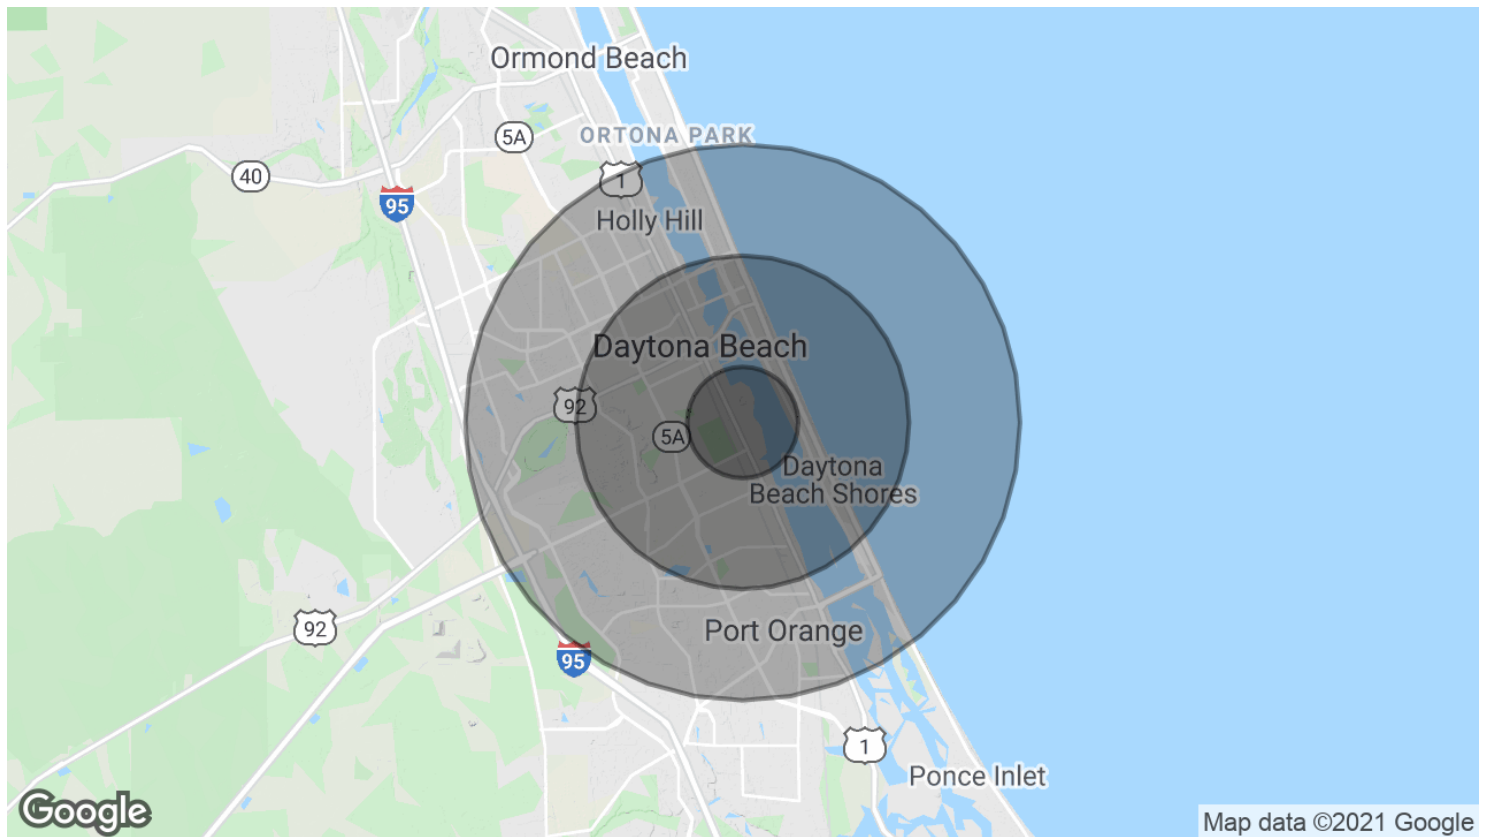 Ormond Beach
5A
ORTONA PARK
40
1
95
Holly Hill
Daytona Beach
92
5A
Daytona
Beach Shores
92
Port Orange
95
1
Ponce Inlet
Google
Map data ©2021 Google